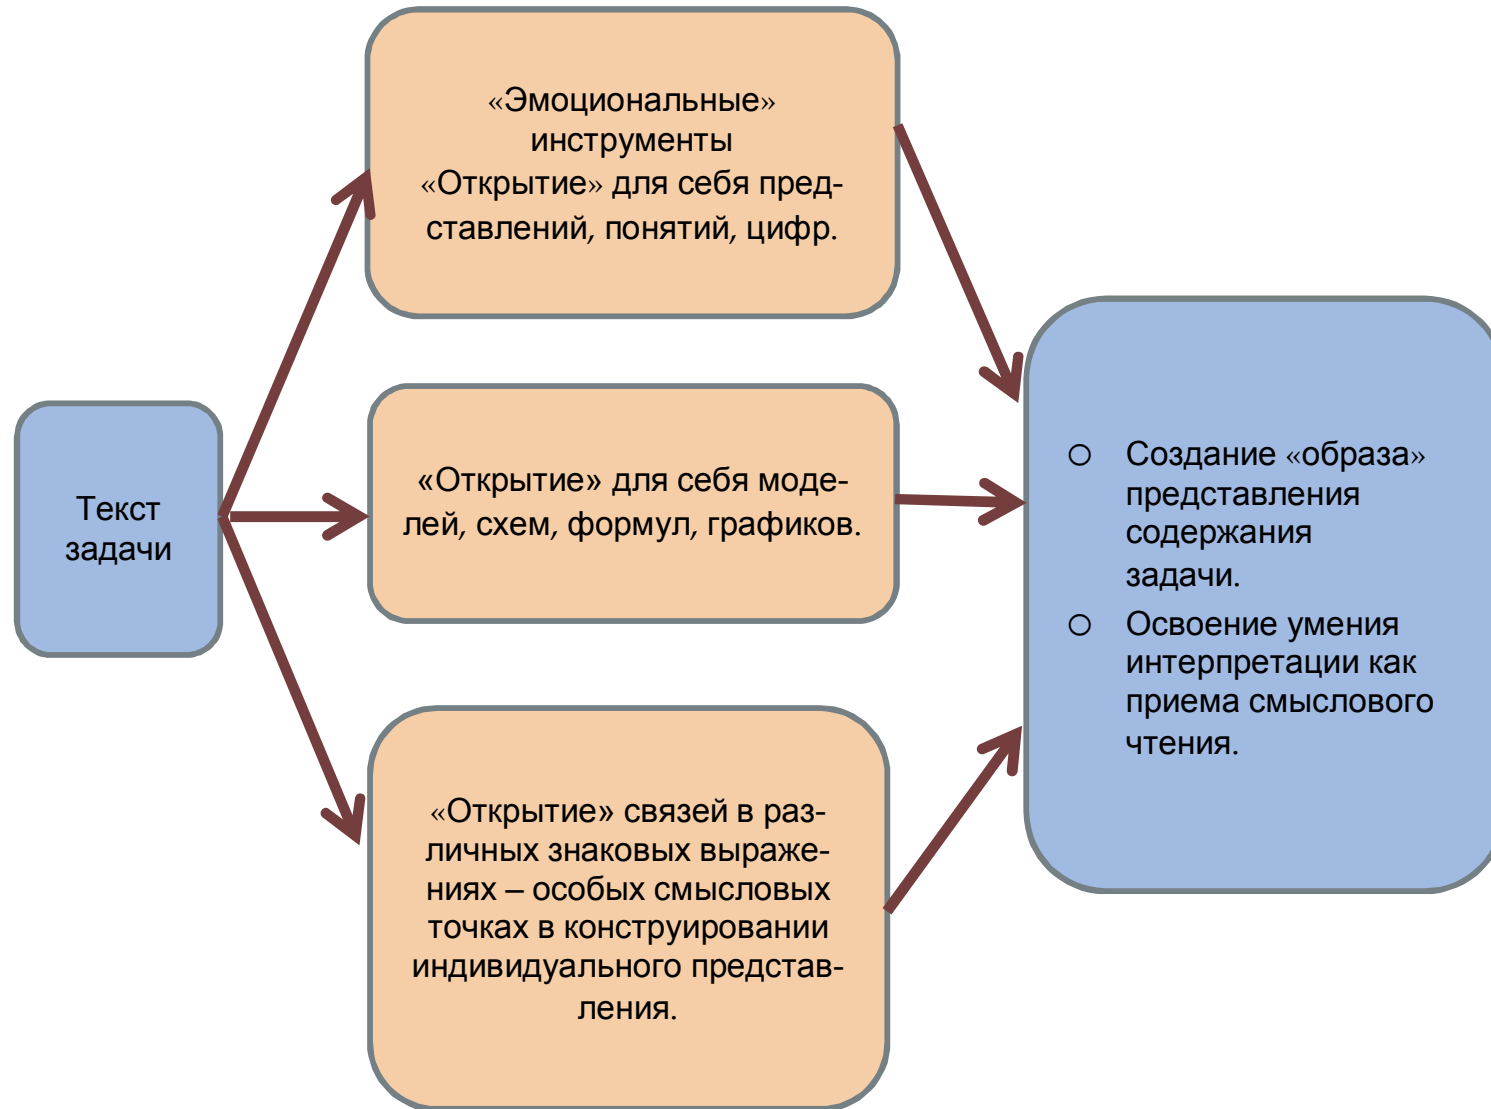 Текст
задачи
«Эмоциональные»
инструменты
«Открытие» для себя пред-
ставлений, понятий, цифр.
«Открытие» для себя моде-
лей, схем, формул, графиков.
«Открытие» связей в раз-
личных знаковых выраже-
ниях – особых смысловых
точках в конструировании
индивидуального представ-
ления.
○ Создание «образа»
представления
содержания
задачи.
○ Освоение умения
интерпретации как
приема смыслового
чтения.